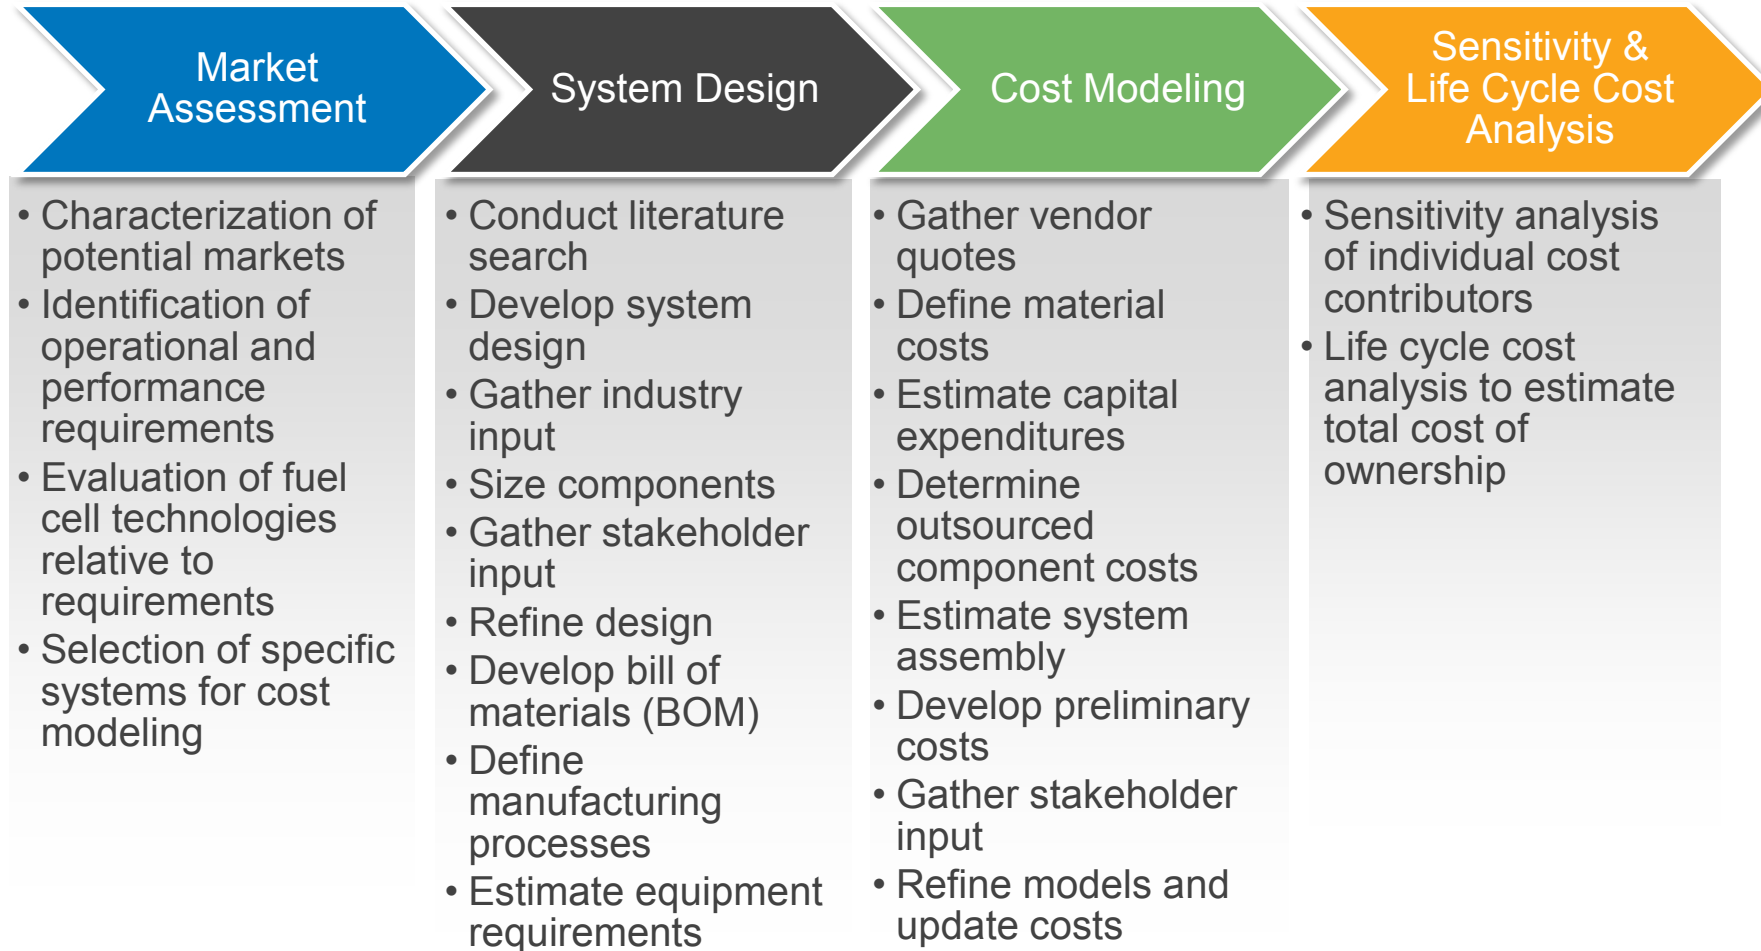 Market
Assessment
System Design
Cost Modeling
Sensitivity &
Life Cycle Cost
Analysis
• Characterization of
potential markets
• Identification of
operational and
performance
requirements
• Evaluation of fuel
cell technologies
relative to
requirements
• Selection of specific
systems for cost
modeling
• Conduct literature
search
• Develop system
design
• Gather industry
input
• Size components
• Gather stakeholder
input
• Refine design
• Develop bill of
materials (BOM)
• Define
manufacturing
processes
• Estimate equipment
requirements
• Gather vendor
quotes
• Define material
costs
• Estimate capital
expenditures
• Determine
outsourced
component costs
• Estimate system
assembly
• Develop preliminary
costs
• Gather stakeholder
input
• Refine models and
update costs
• Sensitivity analysis
of individual cost
contributors
• Life cycle cost
analysis to estimate
total cost of
ownership